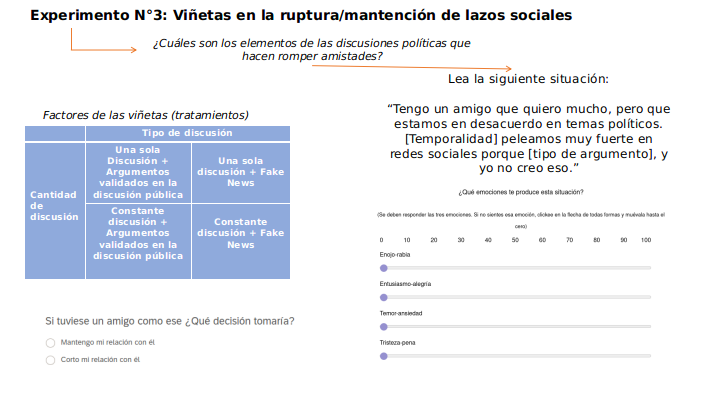 Experimento N°3: Viñetas en la ruptura/mantención de lazos sociales
¿Cuáles son los elementos de las discusiones políticas que
hacen romper amistades?
Factores de las viñetas (tratamientos)
Tipo de discusión
Cantidad
de
discusión
Una sola
Discusión +
Argumentos
validados en la
discusión pública
Una sola
discusión + Fake
News
Constante
discusión +
Argumentos
validados en la
discusión pública
Constante
discusión + Fake
News
Si tuviese un amigo como ese ¿Qué decisión tomaría?
Mantengo mi relación con él
Corto mi relación con él
Lea la siguiente situación:
“Tengo un amigo que quiero mucho, pero que
estamos en desacuerdo en temas políticos.
[Temporalidad] peleamos muy fuerte en
redes sociales porque [tipo de argumento], y
yo no creo eso.”
¿Qué emociones te produce esta situación?
(Se deben responder las tres emociones. Si no sientes esa emoción, clickee en la flecha de todas formas y muévala hasta el
cero)
0 10 20 30 40 50 60 70 80 90 100
Enojo-rabia
Entusiasmo-alegría
Temor-ansiedad
Tristeza-pena